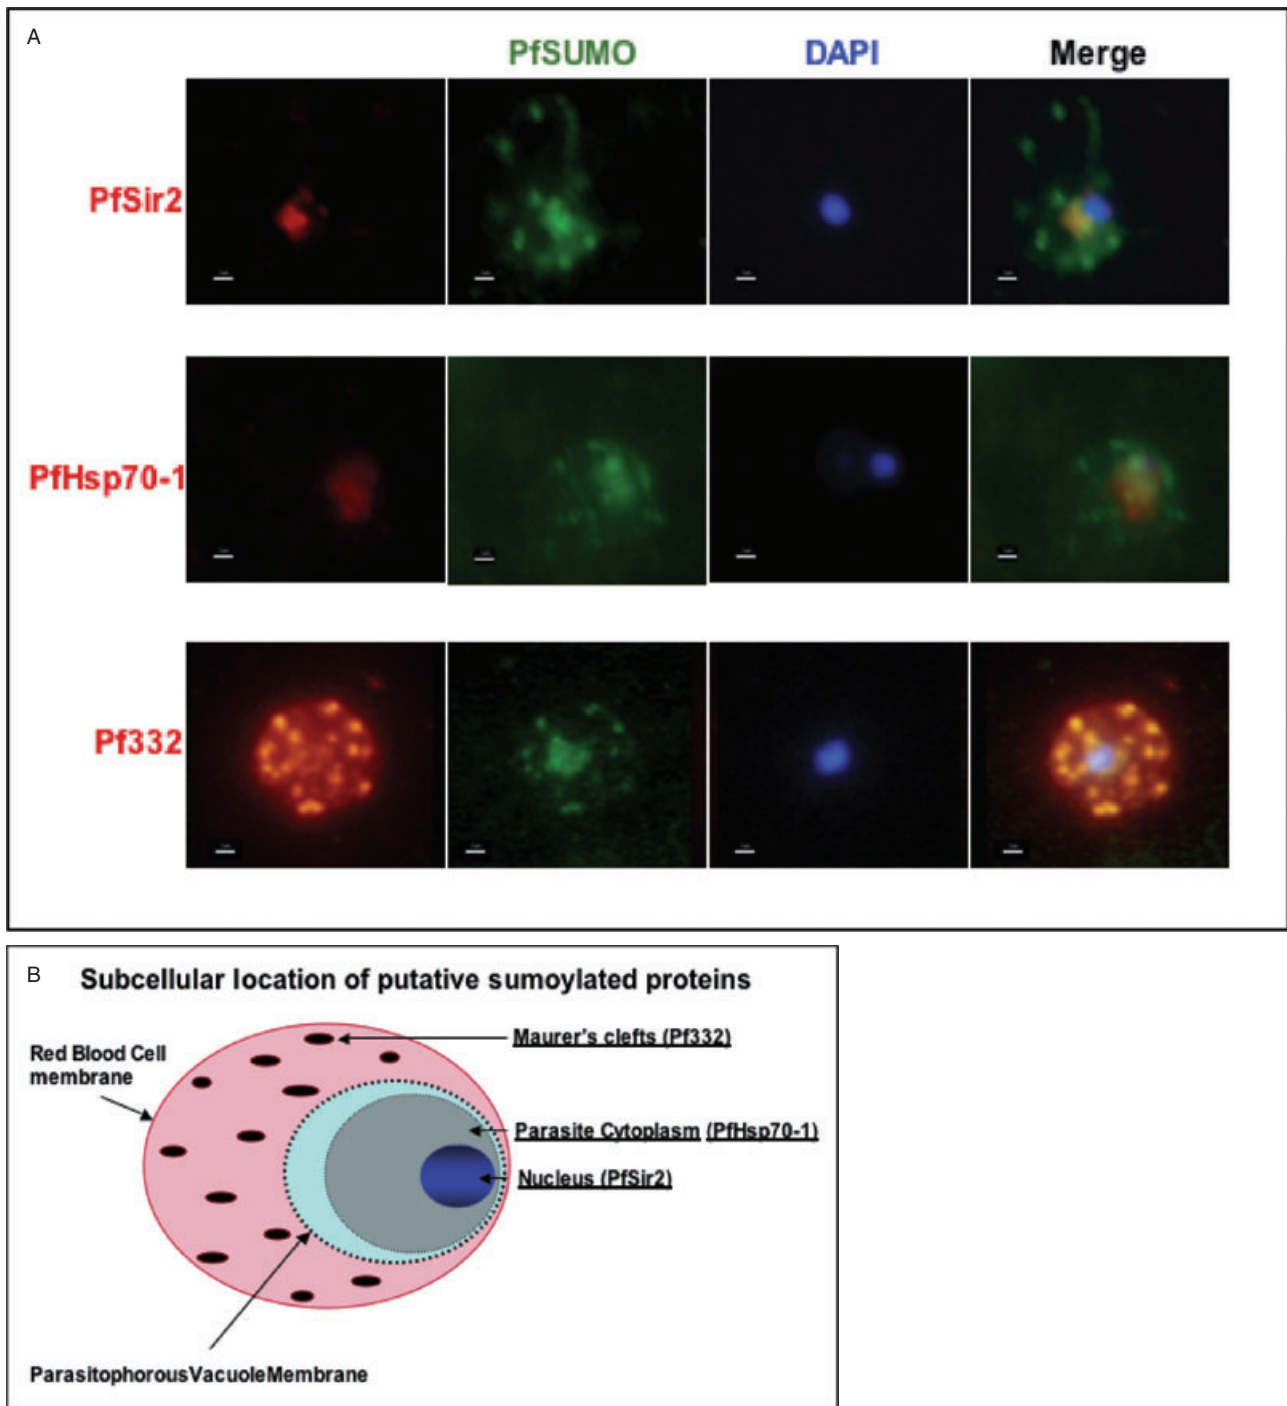 A
PfSUMO DAPI Merge
PfSir2
PfHsp70-1
Pf332
B
Subcellular location of putative sumoylated proteins
Red Blood Cell
membrane
Maurer's clefts (Pf332)
Parasite Cytoplasm (PfHsp70-1)
Nucleus (PfSir2)
ParasitophorousVacuoleMembrane